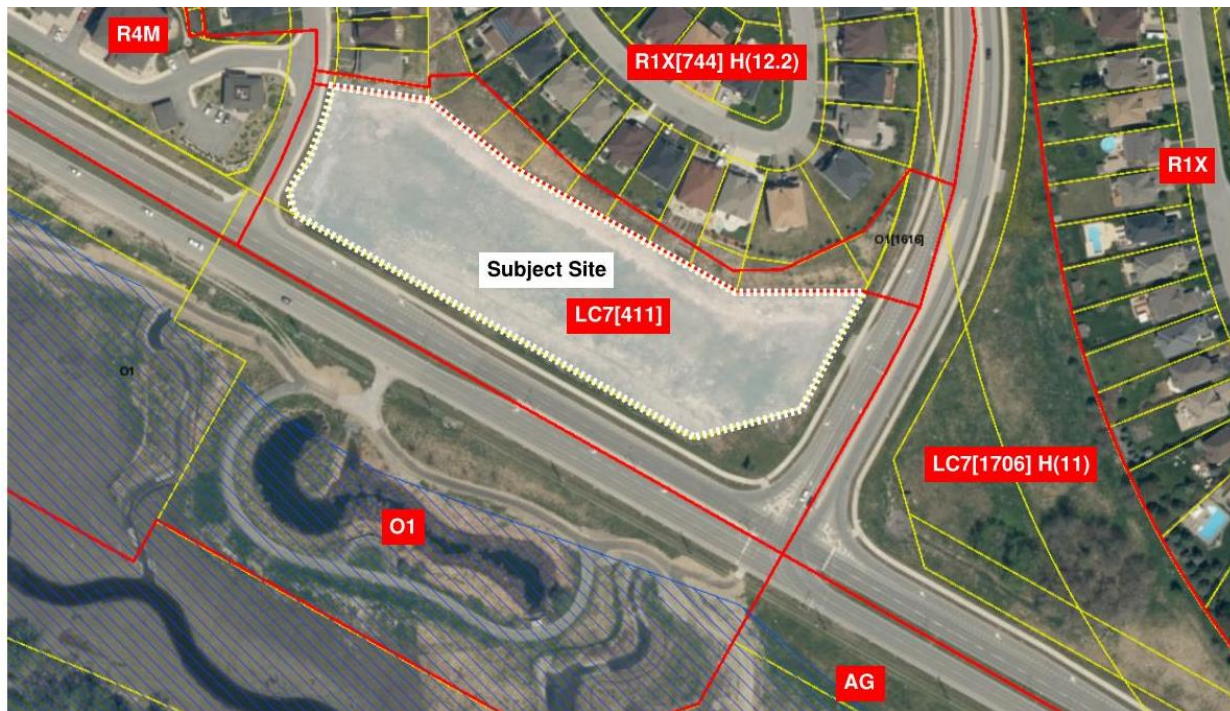 R4M
R1X[744] H(12.2)
R1X
O1[1616]
Subject Site
LC7[411]
O1
LC7[1706] H(11)
O1
AG